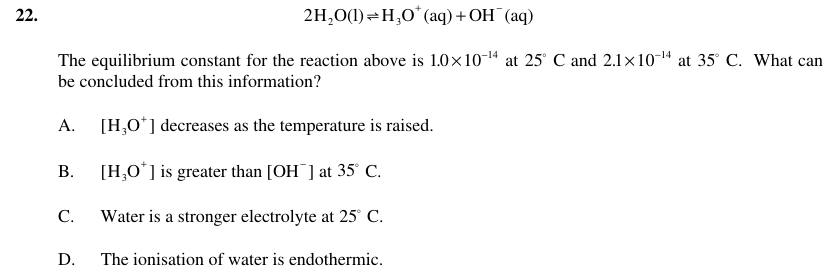 22. 2H₂O(l)⇌H₃O⁺(aq)+OH⁻(aq)
The equilibrium constant for the reaction above is 1.0×10⁻¹⁴ at 25° C and 2.1×10⁻¹⁴ at 35° C. What can
be concluded from this information?
A. [H₃O⁺] decreases as the temperature is raised.
B. [H₃O⁺] is greater than [OH⁻] at 35° C.
C. Water is a stronger electrolyte at 25° C.
D. The ionisation of water is endothermic.